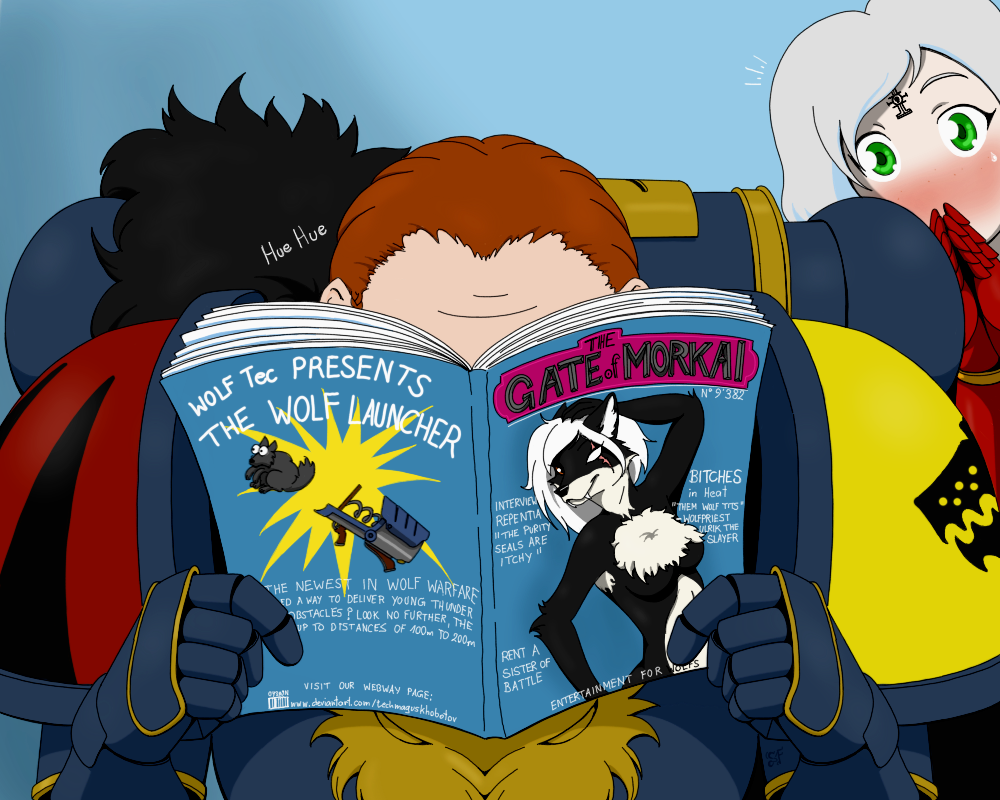 Hue Hue
WOLF Tec PRESENTS
THE WOLF LAUNCHER
THE NEWEST IN WOLF WARFARE
ED A WAY TO DELIVER YOUNG THUNDER
OBSTACLES? LOOK NO FURTHER, THE
UP TO DISTANCES OF 100m TO 200m
VISIT OUR WEBWAY PAGE:
www.deviantart.com/techmaguskhobotov
THE
GATE of MORKAI
N° 9'382
INTERVIEW
REPENTIA
"THE PURITY
SEALS ARE
ITCHY"
BITCHES
in Heat
"THEM WOLF TITS"
WOLFPRIEST
ULRIK THE
SLAYER
RENT A
SISTER OF
BATTLE
ENTERTAINMENT FOR WOLFS